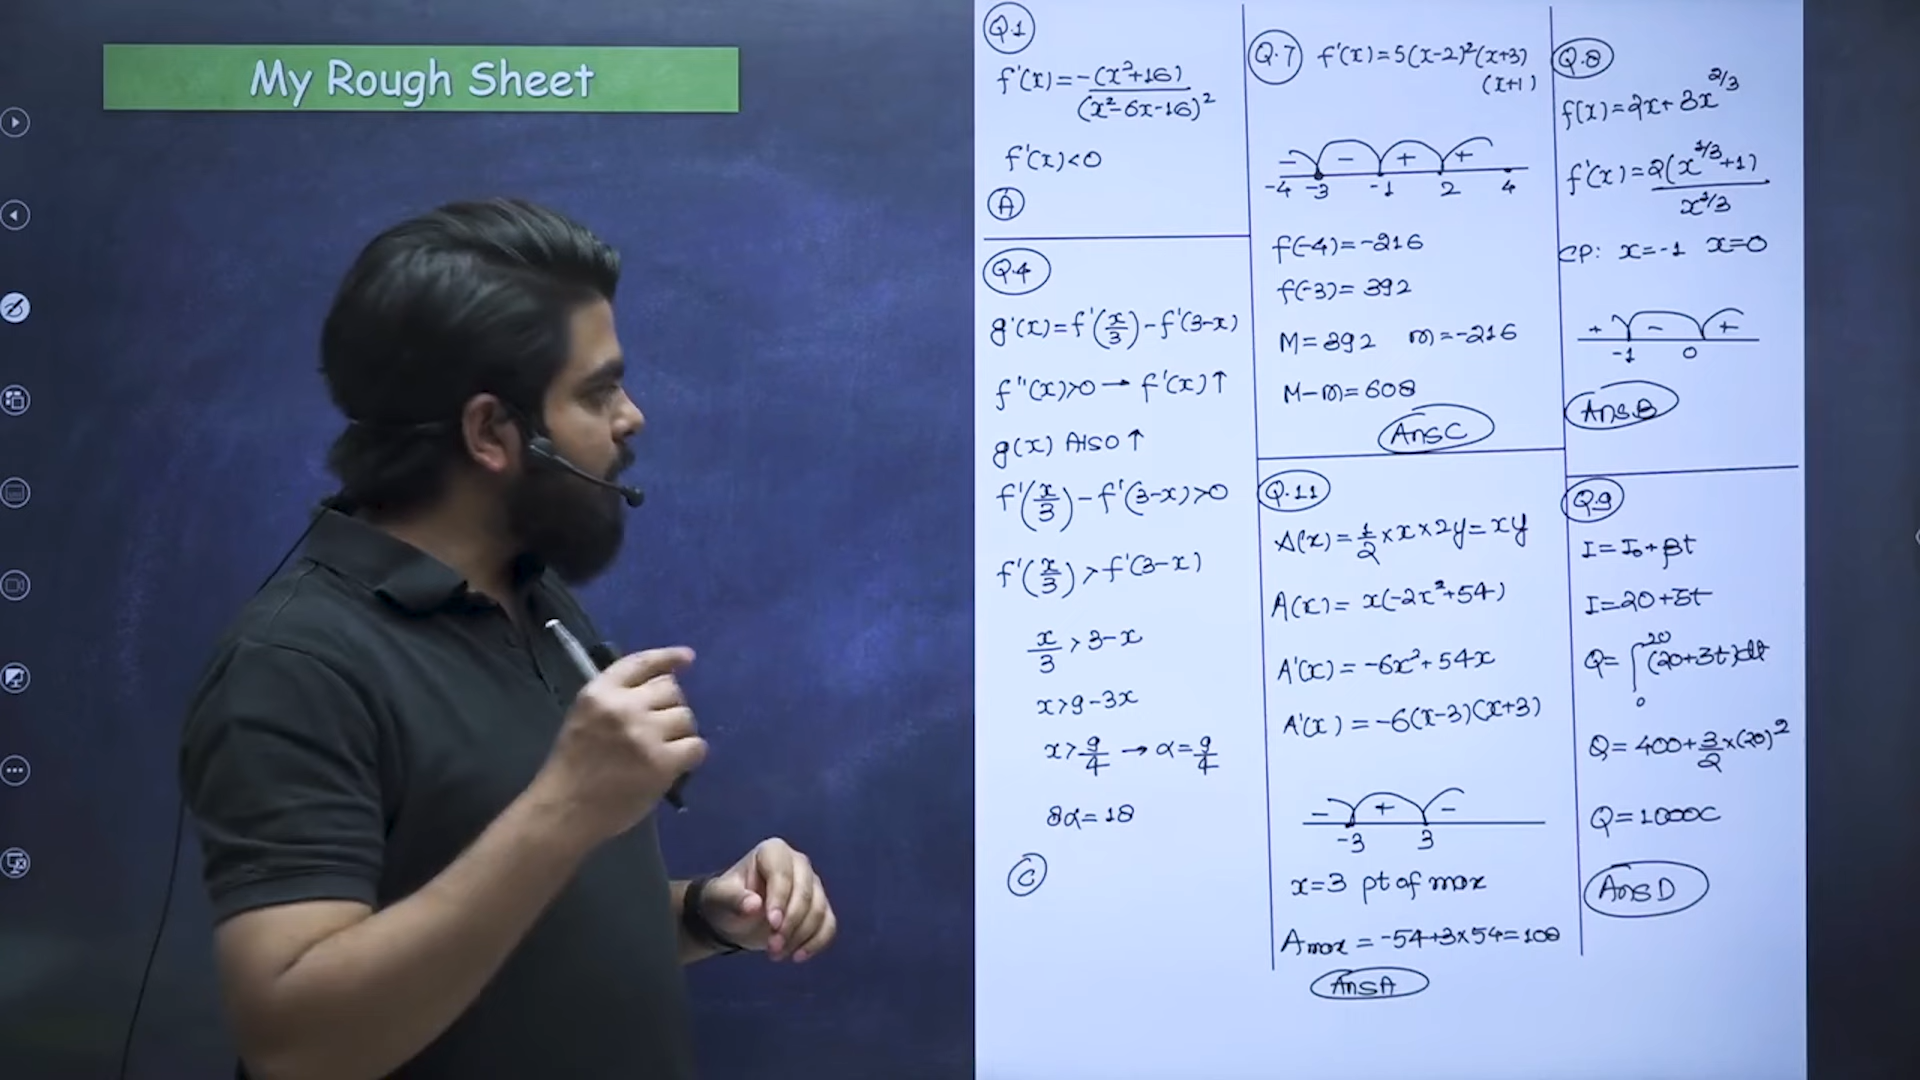 My Rough Sheet
Q.1
f'(x)=-(x²+16)/(x²-6x-16)²
f'(x)<0
A
Q.4
g'(x)=f'(x/3)-f'(3-x)
f''(x)>0 → f'(x)↑
g(x) Also ↑
f'(x/3)-f'(3-x)>0
f'(x/3)>f'(3-x)
x/3>3-x
x>9-3x
x>9/4 → α=9/4
8α=18
C
Q.7 f'(x)=5(x-2)²(x+3)
(x+1)
- - + +
-4 -3 -1 2 4
f(-4)=-216
f(-3)=392
M=392 m=-216
M-m=608
Ans C
Q.11
A(x)=1/2×x×2y=xy
A(x)=x(-2x²+54)
A'(x)=-6x²+54x
A'(x)=-6(x-3)(x+3)
- + -
-3 3
x=3 pt of max
Amax=-54+3×54=108
Ans A
Q.8
f(x)=2x+3x^2/3
f'(x)=2(x^1/3+1)/x^1/3
CP: x=-1 x=0
+ - +
-1 0
Ans B
Q.9
I=I₀+βt
I=20+3t
Q=∫₀²⁰(20+3t)dt
Q=400+3/2×(20)²
Q=1000C
Ans D